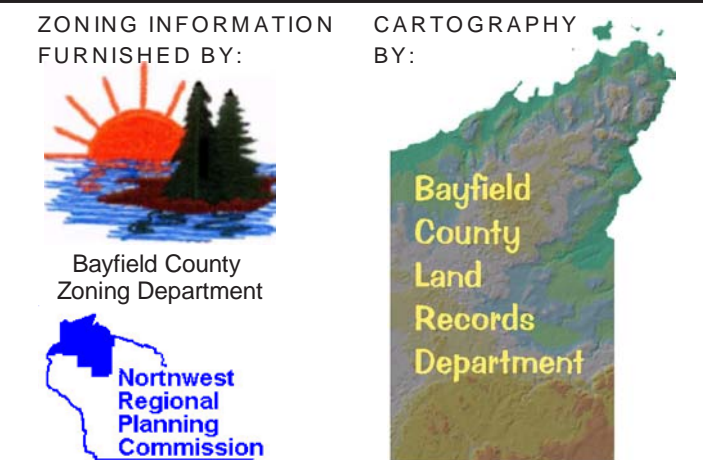 ZONING INFORMATION
FURNISHED BY:
Bayfield County
Zoning Department
Nortnwest
Regional
Planning
Commission
CARTOGRAPHY
BY:
Bayfield
County
Land
Records
Department